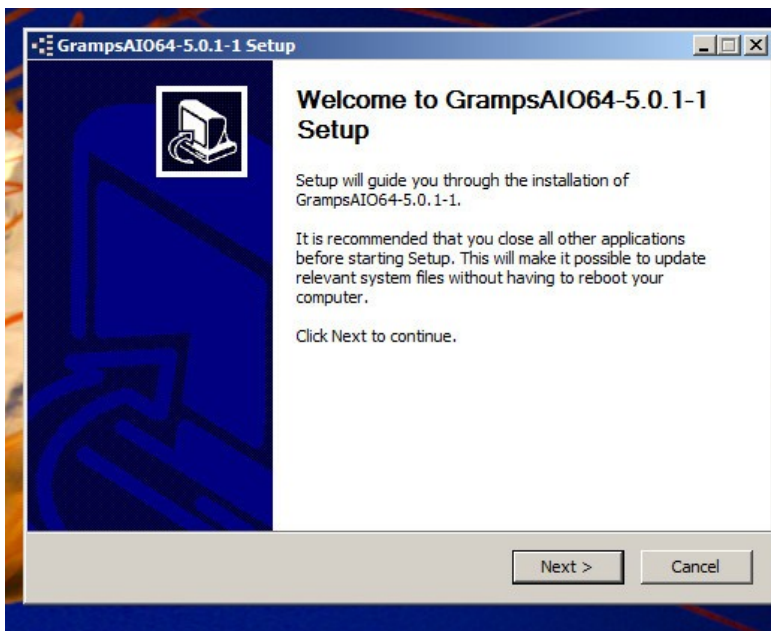 GrampsAIO64-5.0.1-1 Setup
Welcome to GrampsAIO64-5.0.1-1
Setup
Setup will guide you through the installation of
GrampsAIO64-5.0.1-1.
It is recommended that you close all other applications
before starting Setup. This will make it possible to update
relevant system files without having to reboot your
computer.
Click Next to continue.
Next >
Cancel